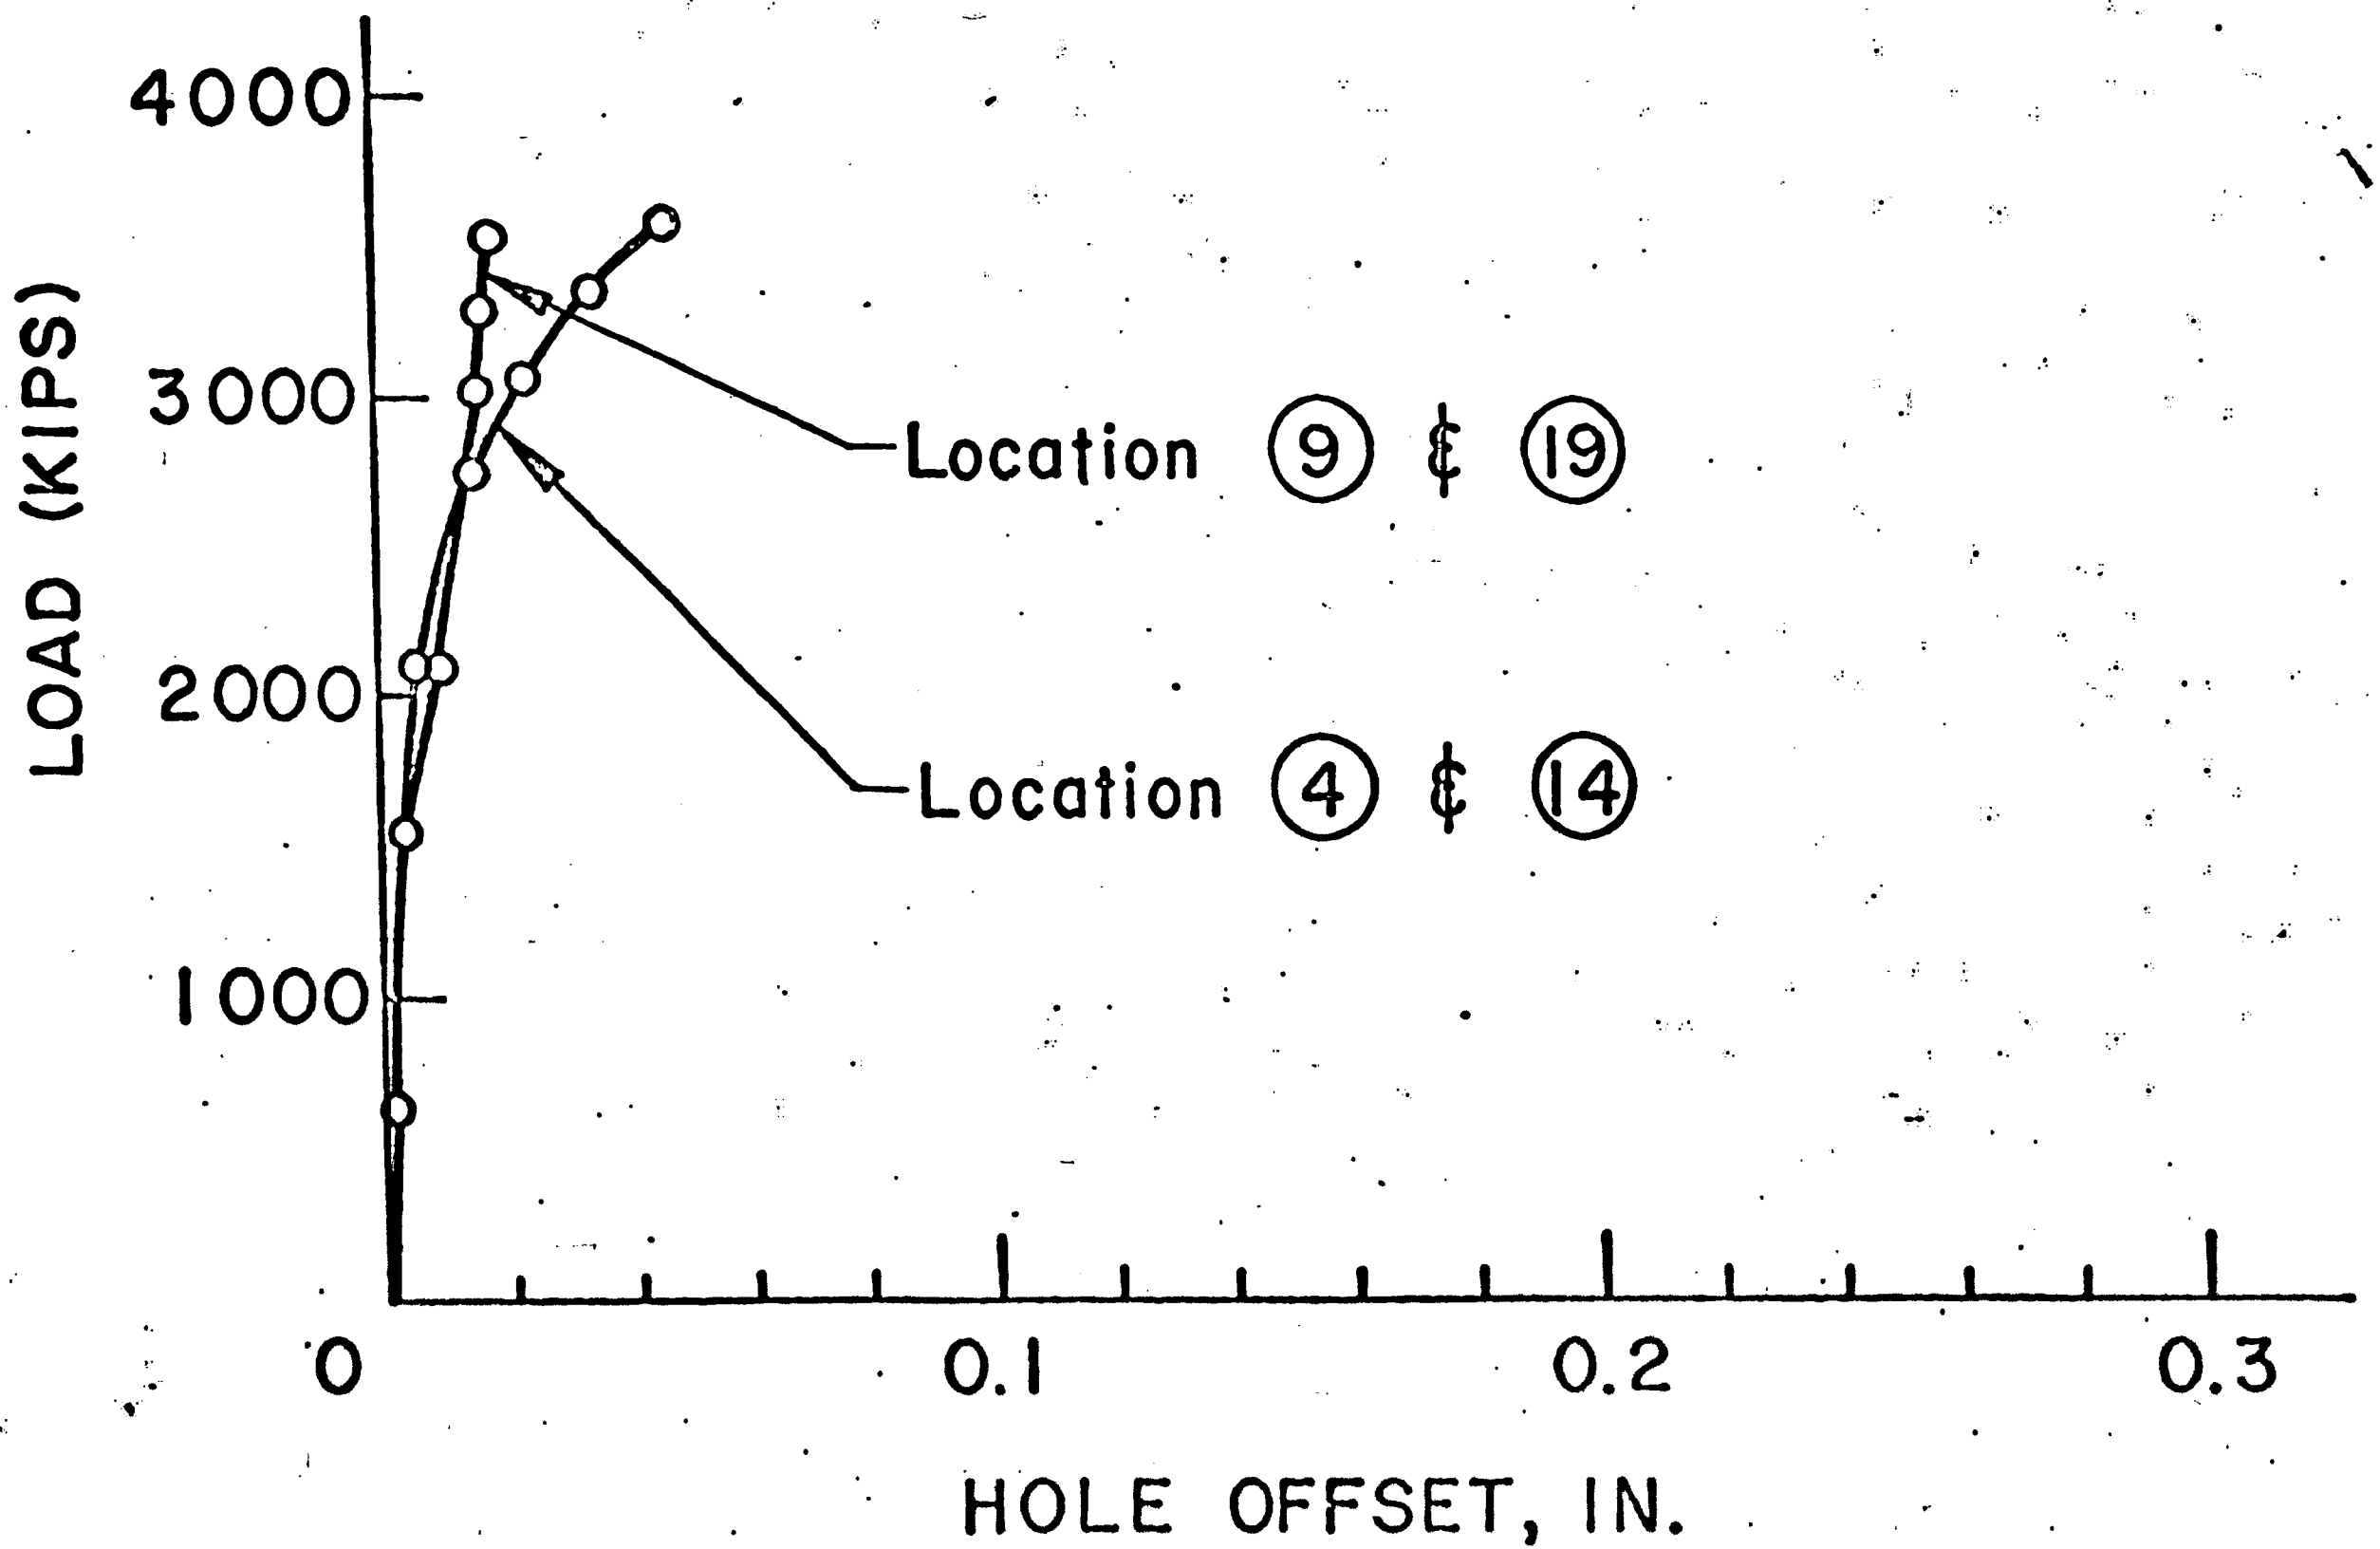 LOAD (KIPS)
4000
3000
2000
1000
Location 9 & 19
Location 4 & 14
0 0.1 0.2 0.3
HOLE OFFSET, IN.